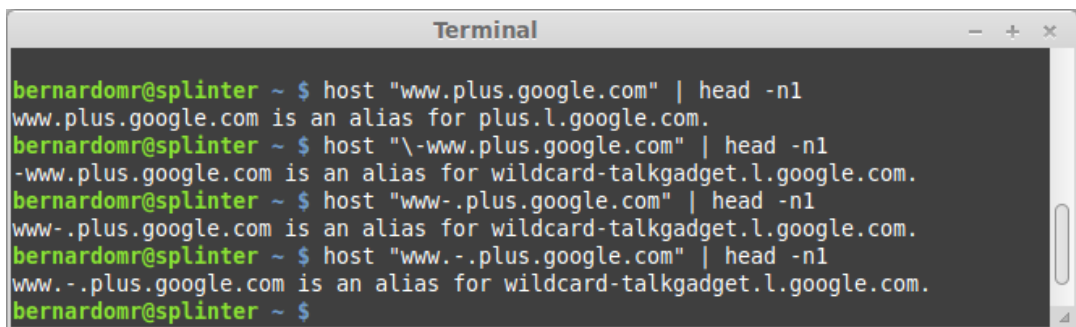 Terminal
bernardomr@splinter ~ $ host "www.plus.google.com" | head -n1
www.plus.google.com is an alias for plus.l.google.com.
bernardomr@splinter ~ $ host "\-www.plus.google.com" | head -n1
-www.plus.google.com is an alias for wildcard-talkgadget.l.google.com.
bernardomr@splinter ~ $ host "www-.plus.google.com" | head -n1
www-.plus.google.com is an alias for wildcard-talkgadget.l.google.com.
bernardomr@splinter ~ $ host "www.-.plus.google.com" | head -n1
www.-.plus.google.com is an alias for wildcard-talkgadget.l.google.com.
bernardomr@splinter ~ $